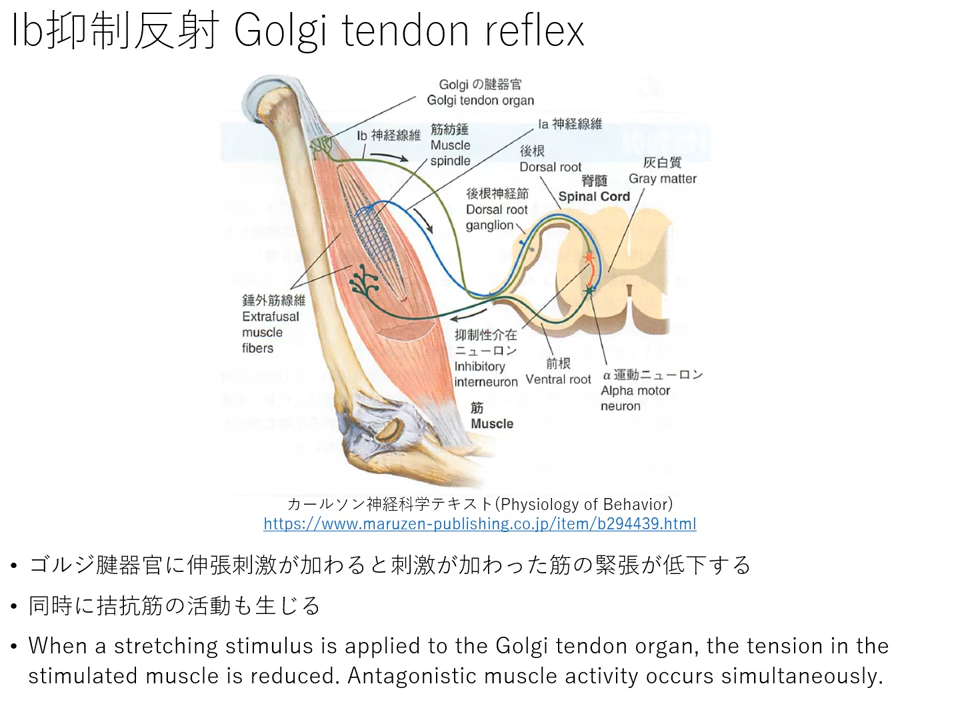 Ib抑制反射 Golgi tendon reflex
Golgi の腱器官
Golgi tendon organ
Ib 神経線維
筋紡錘
Muscle
spindle
Ia 神経線維
後根
Dorsal root
脊髄
Spinal Cord
灰白質
Gray matter
後根神経節
Dorsal root
ganglion
錘外筋線維
Extrafusal
muscle
fibers
抑制性介在
ニューロン
Inhibitory
interneuron
前根
Ventral root
α運動ニューロン
Alpha motor
neuron
筋
Muscle
カールソン神経科学テキスト(Physiology of Behavior)
https://www.maruzen-publishing.co.jp/item/b294439.html
• ゴルジ腱器官に伸張刺激が加わると刺激が加わった筋の緊張が低下する
• 同時に拮抗筋の活動も生じる
• When a stretching stimulus is applied to the Golgi tendon organ, the tension in the
stimulated muscle is reduced. Antagonistic muscle activity occurs simultaneously.